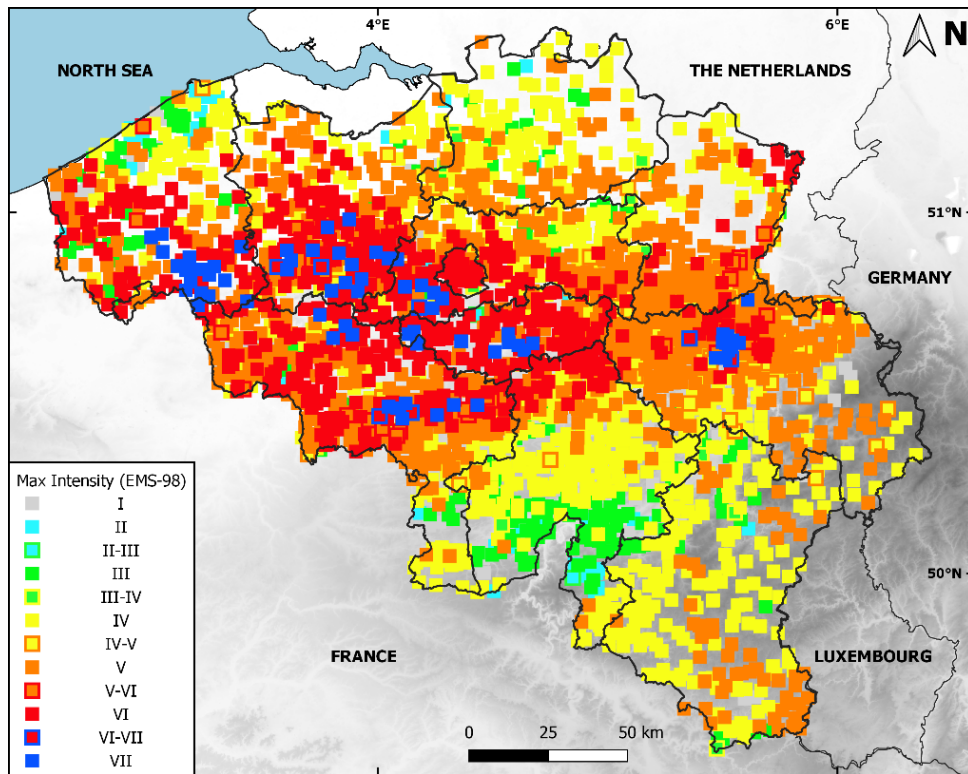 4°E
6°E
N
NORTH SEA
THE NETHERLANDS
51°N
GERMANY
Max Intensity (EMS-98)
I
II
II-III
III
III-IV
IV
IV-V
V
V-VI
VI
VI-VII
VII
50°N
FRANCE
LUXEMBOURG
0 25 50 km